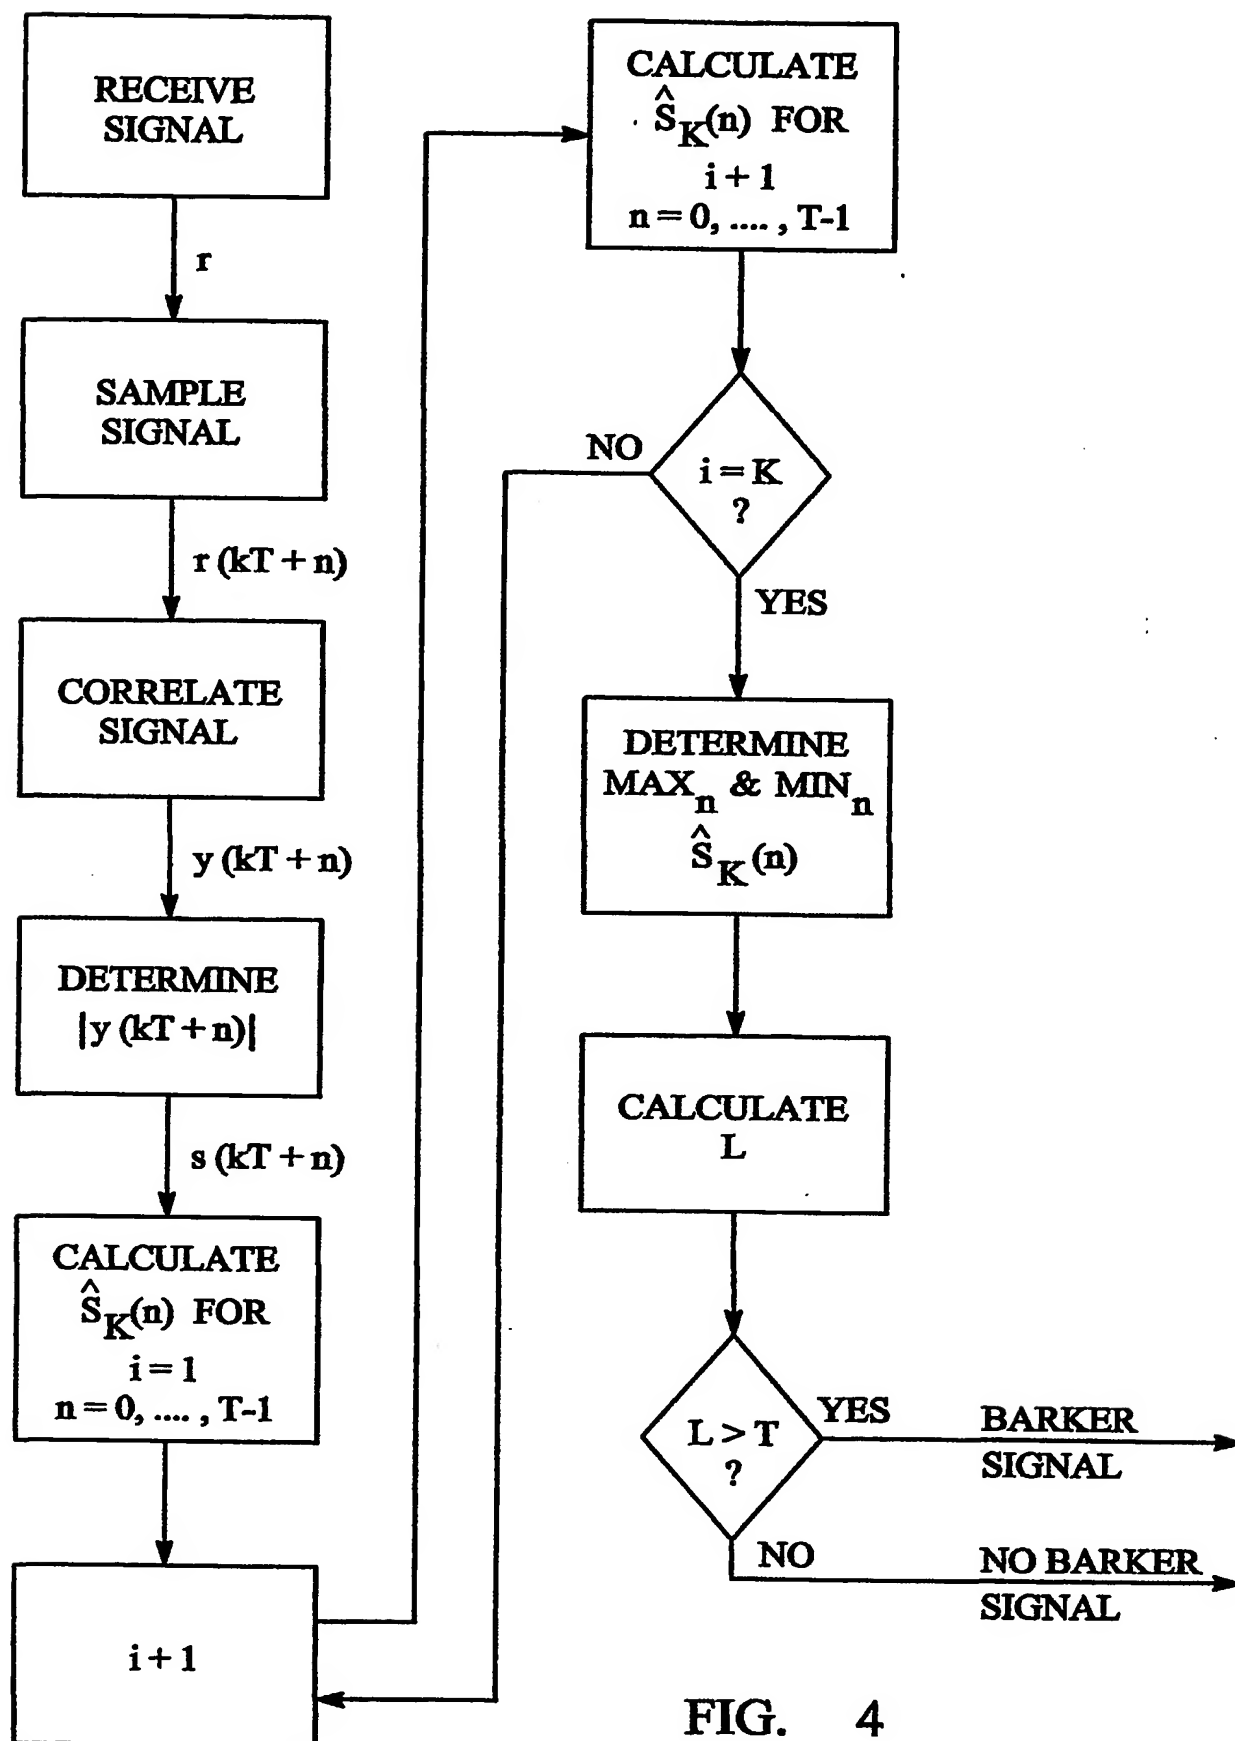 RECEIVE
SIGNAL
r
SAMPLE
SIGNAL
r (kT + n)
CORRELATE
SIGNAL
y (kT + n)
DETERMINE
|y (kT + n)|
s (kT + n)
CALCULATE
Ŝ_K(n) FOR
i = 1
n = 0, .... , T-1
i + 1
CALCULATE
Ŝ_K(n) FOR
i + 1
n = 0, .... , T-1
NO
i = K
?
YES
DETERMINE
MAX_n & MIN_n
Ŝ_K (n)
CALCULATE
L
L > T
?
YES
BARKER
SIGNAL
NO
NO BARKER
SIGNAL
FIG. 4